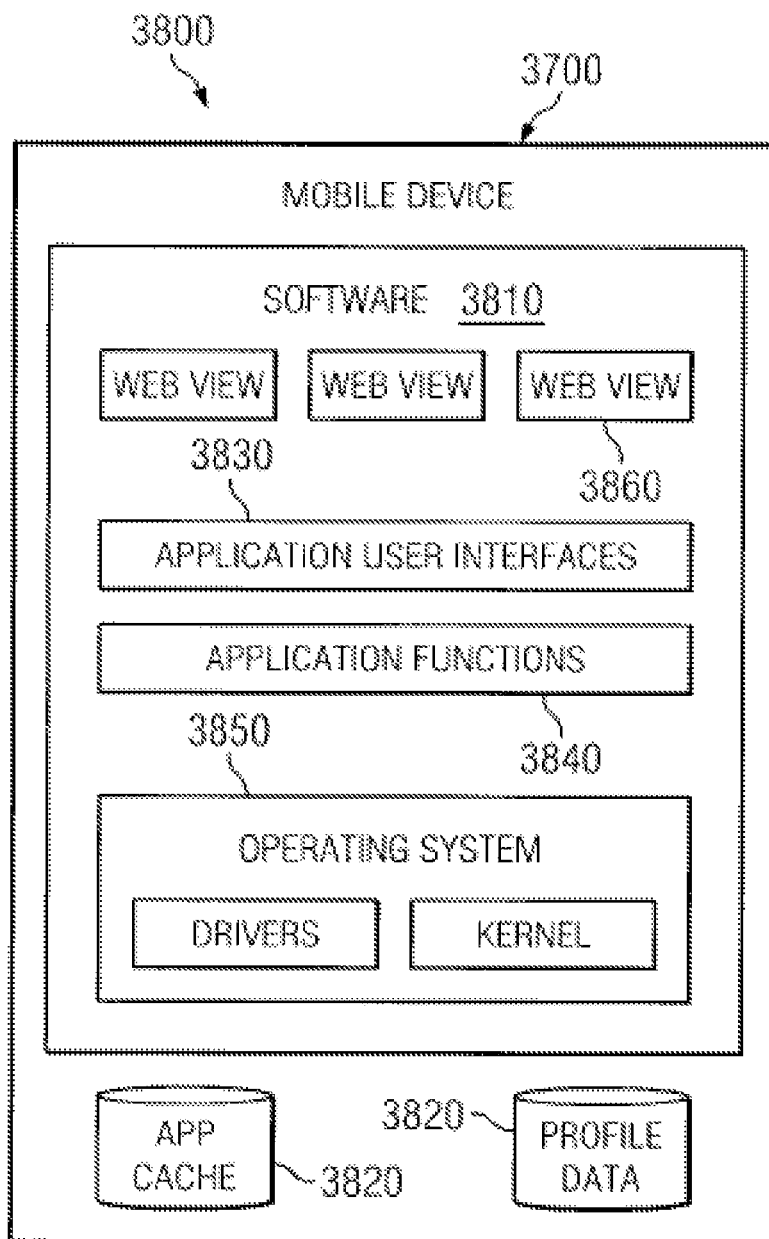 3800
3700
MOBILE DEVICE
SOFTWARE 3810
WEB VIEW WEB VIEW WEB VIEW
3830
3860
APPLICATION USER INTERFACES
APPLICATION FUNCTIONS
3850
3840
OPERATING SYSTEM
DRIVERS KERNEL
APP
CACHE
3820
3820
PROFILE
DATA